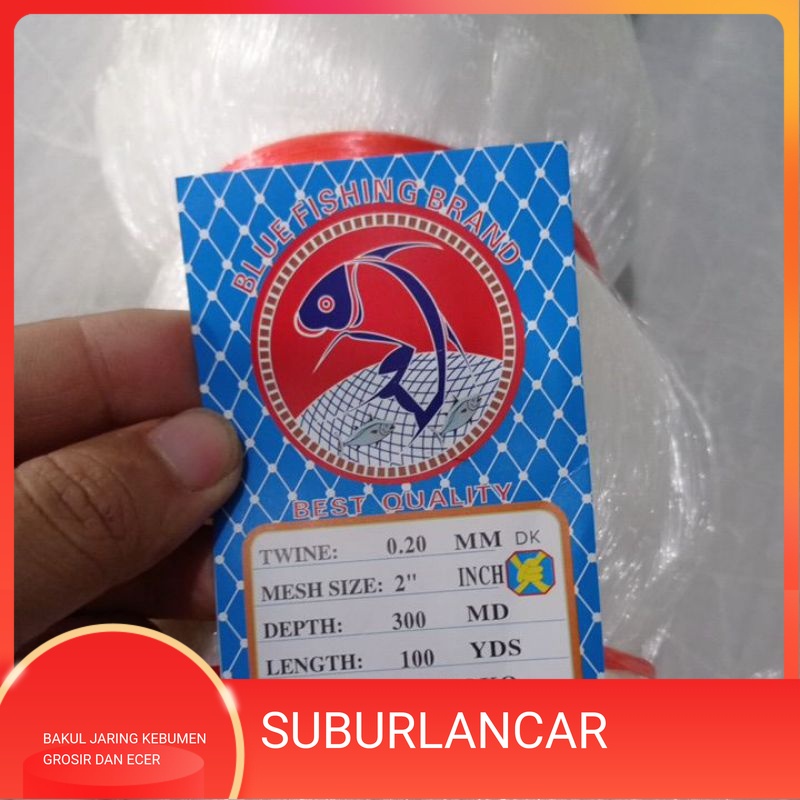 BLUE FISHING BRAND
BEST QUALITY
TWINE: 0.20 MM DK
MESH SIZE: 2" INCH
DEPTH: 300 MD
LENGTH: 100 YDS
BAKUL JARING KEBUMEN
GROSIR DAN ECER
SUBURLANCAR